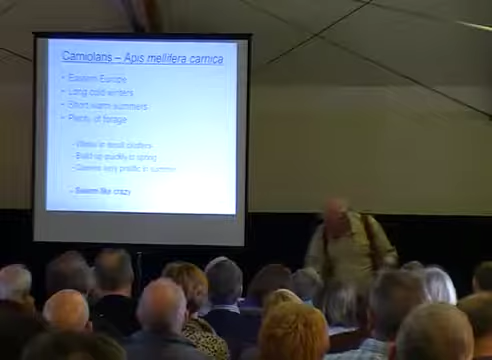 Carniolans – Apis mellifera carnica
- Eastern Europe
- Long cold winters
- Short warm summers
- Plenty of forage
- Winter in small clusters
- Build up quickly in spring
- Queens very prolific in summer
- Swarm like crazy